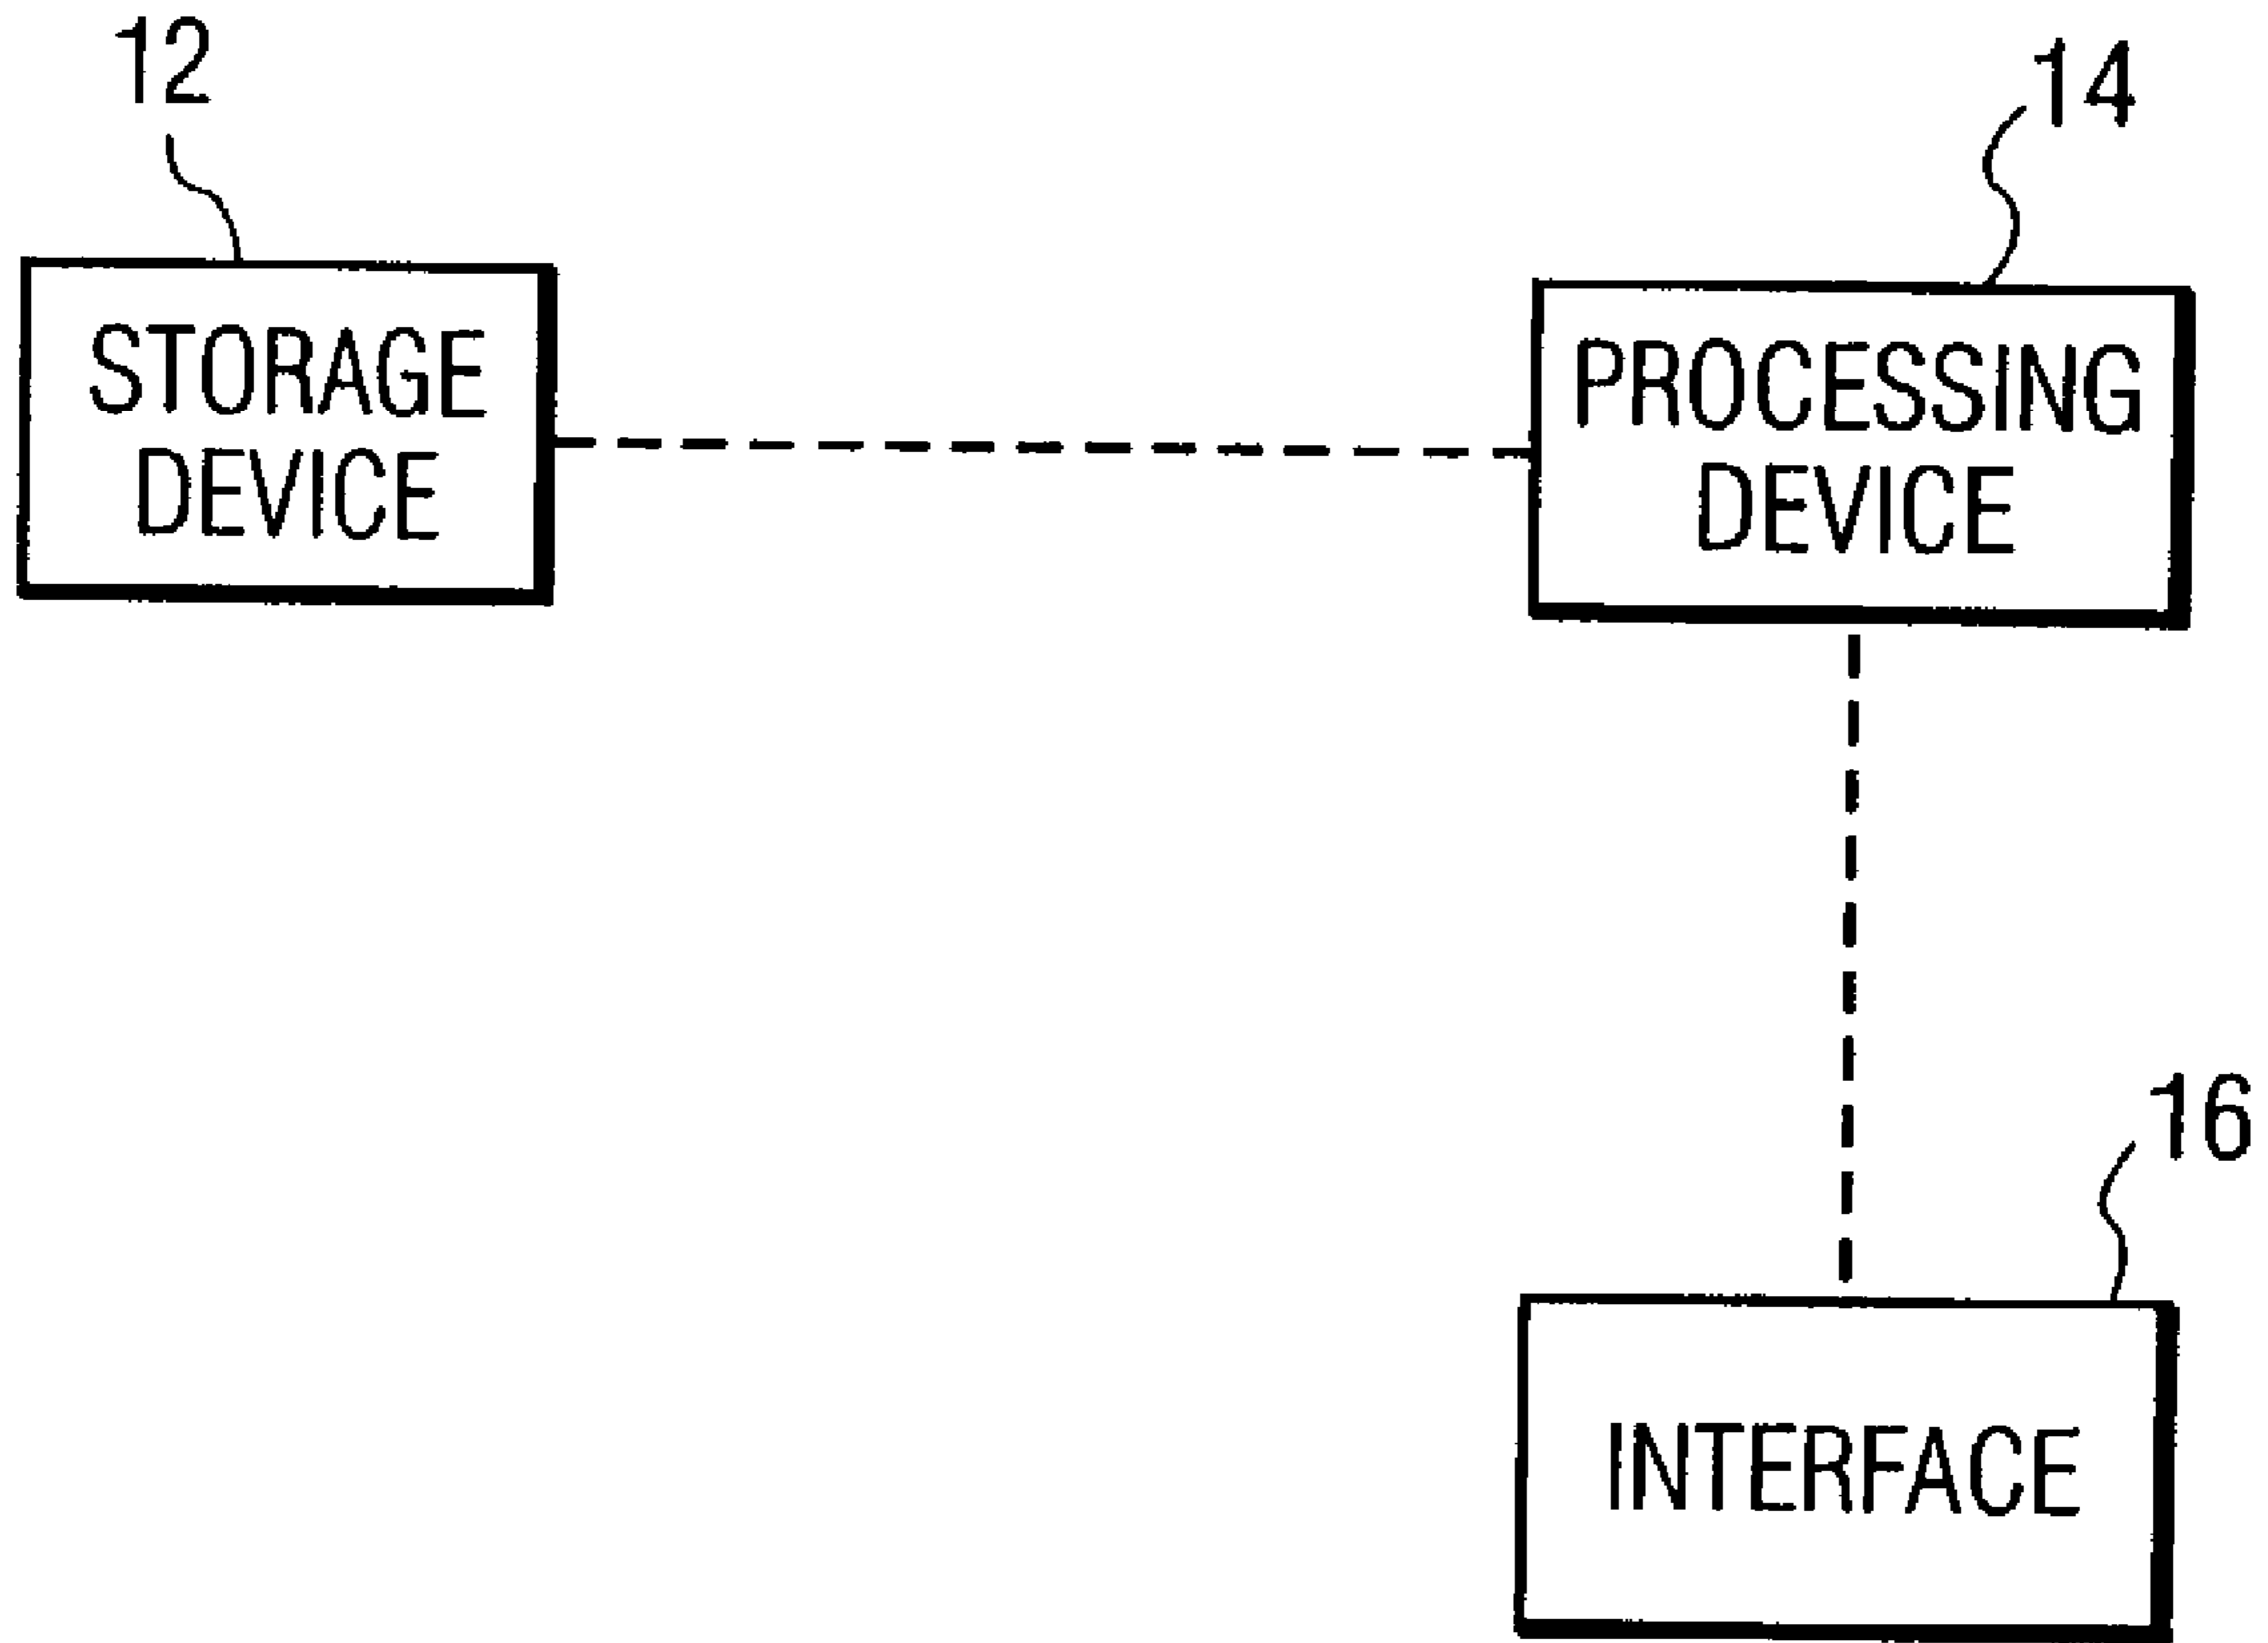 12
14
STORAGE
DEVICE
PROCESSING
DEVICE
16
INTERFACE